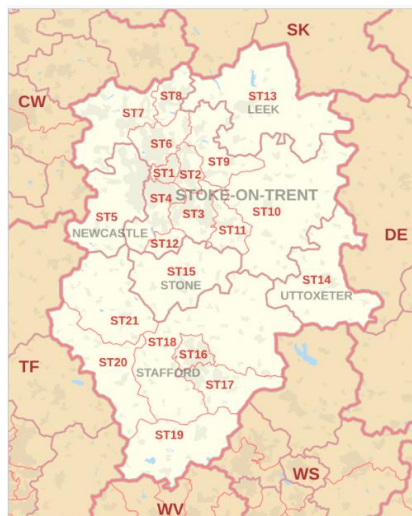 SK
CW
ST8
ST13
LEEK
ST7
ST6
ST9
ST1
ST2
STOKE-ON-TRENT
ST4
ST5
ST3
ST10
NEWCASTLE
ST11
DE
ST12
ST15
STONE
ST14
UTTOXETER
ST21
ST18
ST16
TF
ST20
STAFFORD
ST17
ST19
WS
WV